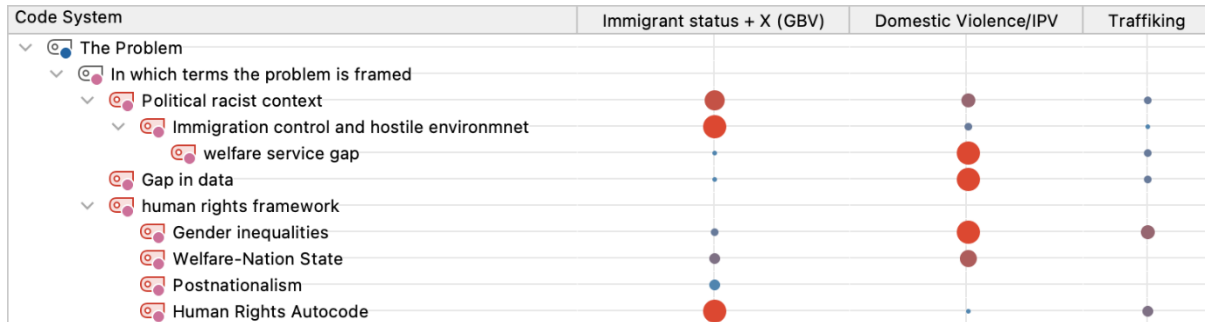 Code System Immigrant status + X (GBV) Domestic Violence/IPV Traffiking
The Problem
In which terms the problem is framed
Political racist context
Immigration control and hostile environmnet
welfare service gap
Gap in data
human rights framework
Gender inequalities
Welfare-Nation State
Postnationalism
Human Rights Autocode